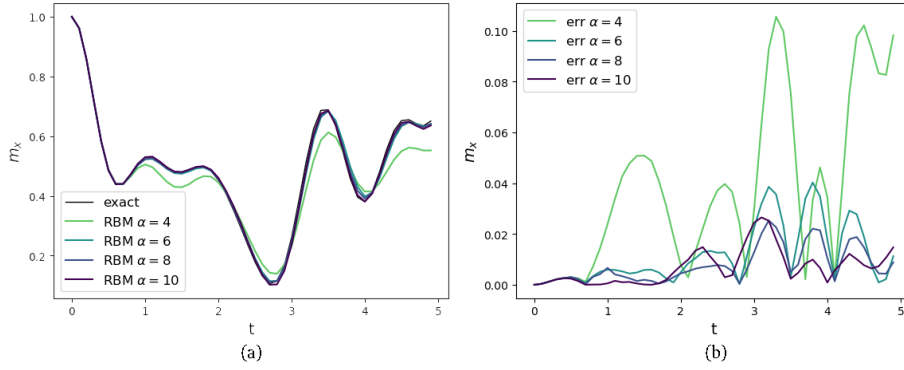 1.0
0.8
0.6
0.4
0.2
m_x
exact
RBM α = 4
RBM α = 6
RBM α = 8
RBM α = 10
0 1 2 3 4 5
t
(a)
0.10
0.08
0.06
0.04
0.02
0.00
m_x
err α = 4
err α = 6
err α = 8
err α = 10
0 1 2 3 4 5
t
(b)